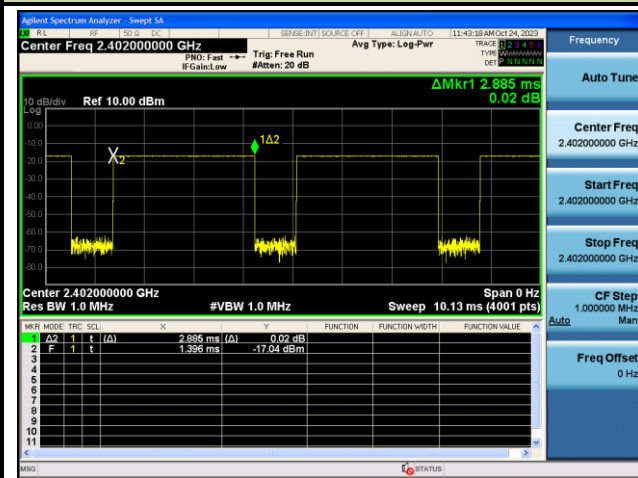 Agilent Spectrum Analyzer - Swept SA
RL RF 50 Ω DC SENSE:INT SOURCE OFF ALIGNAUTO 11:43:18 AM Oct 24, 2023
Center Freq 2.402000000 GHz
PNO: Fast
IFGain:Low
Trig: Free Run
#Atten: 20 dB
Avg Type: Log-Pwr
TRACE 1 2 3 4 5 6
TYPE
DET P N N N N N
ΔMkr1 2.885 ms
0.02 dB
10 dB/div Ref 10.00 dBm
Log
0.00
-10.0
-20.0
-30.0
-40.0
-50.0
-60.0
-70.0
-80.0
X2
1Δ2
Center 2.402000000 GHz Span 0 Hz
Res BW 1.0 MHz #VBW 1.0 MHz Sweep 10.13 ms (4001 pts)
MKR MODE TRC SCL X Y FUNCTION FUNCTION WIDTH FUNCTION VALUE
1 Δ2 1 t (Δ) 2.885 ms (Δ) 0.02 dB
2 F 1 t 1.396 ms -17.04 dBm
3
4
5
6
7
8
9
10
11
MSG STATUS
Frequency
Auto Tune
Center Freq
2.402000000 GHz
Start Freq
2.402000000 GHz
Stop Freq
2.402000000 GHz
CF Step
1.000000 MHz
Auto Man
Freq Offset
0 Hz